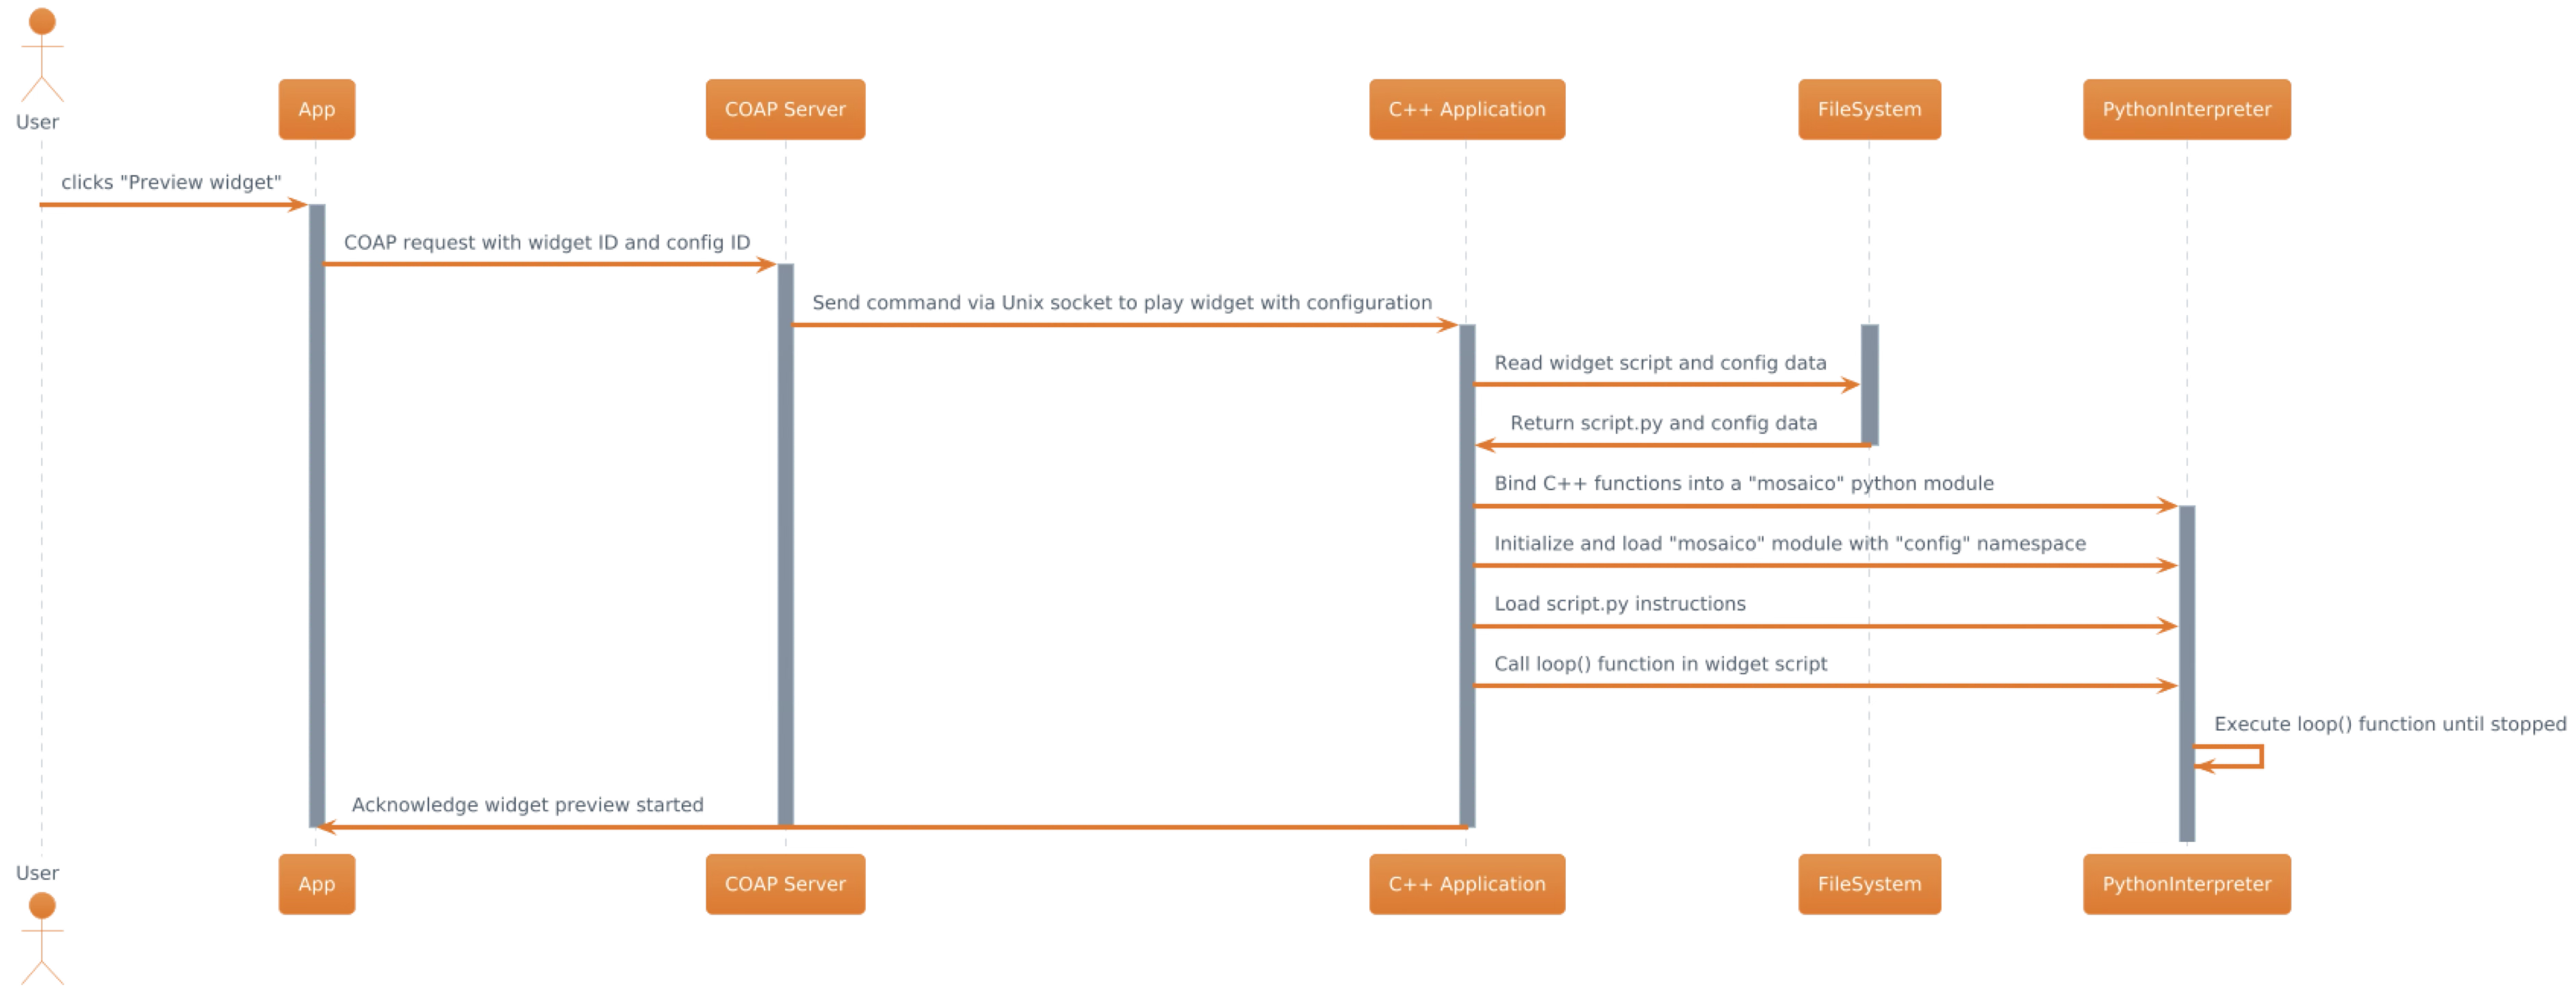 User
App
COAP Server
C++ Application
FileSystem
PythonInterpreter
clicks "Preview widget"
COAP request with widget ID and config ID
Send command via Unix socket to play widget with configuration
Read widget script and config data
Return script.py and config data
Bind C++ functions into a "mosaico" python module
Initialize and load "mosaico" module with "config" namespace
Load script.py instructions
Call loop() function in widget script
Execute loop() function until stopped
Acknowledge widget preview started
User
App
COAP Server
C++ Application
FileSystem
PythonInterpreter